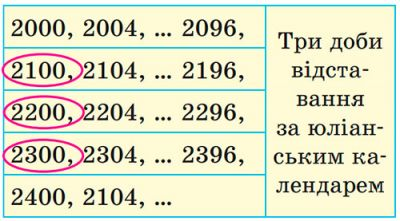 2000, 2004, ... 2096,
2100, 2104, ... 2196,
2200, 2204, ... 2296,
2300, 2304, ... 2396,
2400, 2104, ...
Три доби
відста-
вання
за юліан-
ським ка-
лендарем